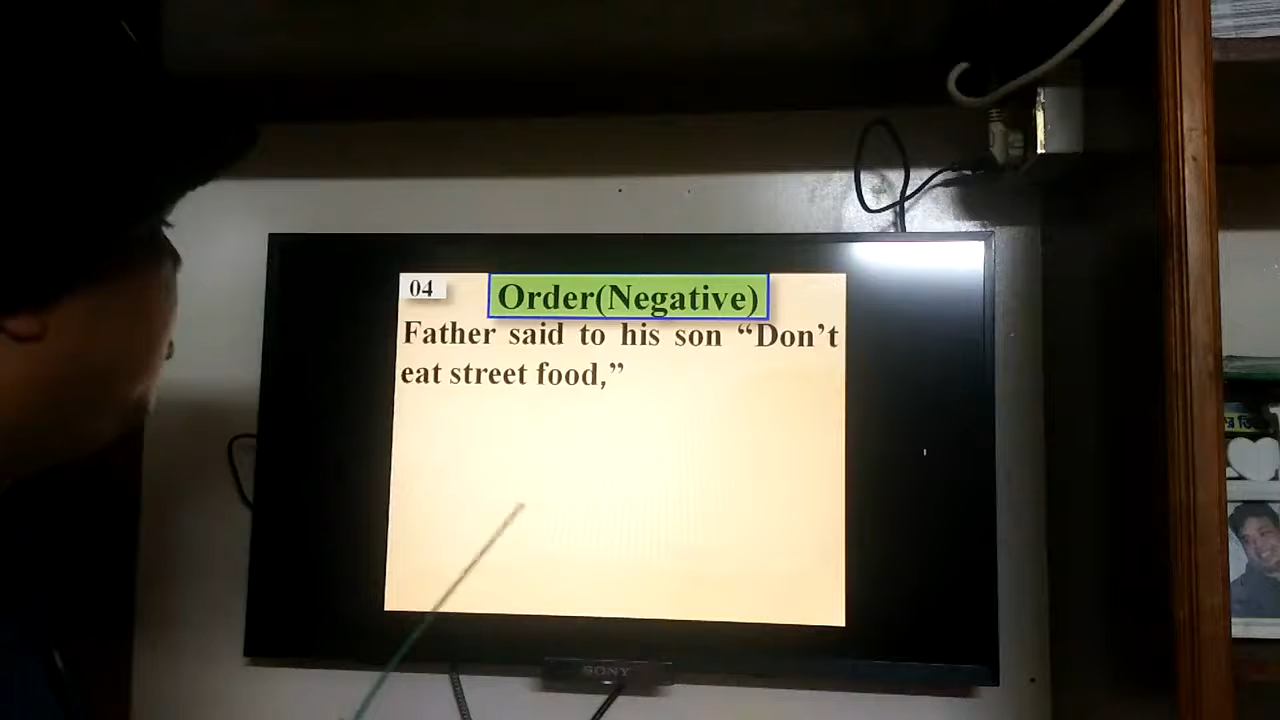 04
Order(Negative)
Father said to his son “Don’t
eat street food,”
SONY